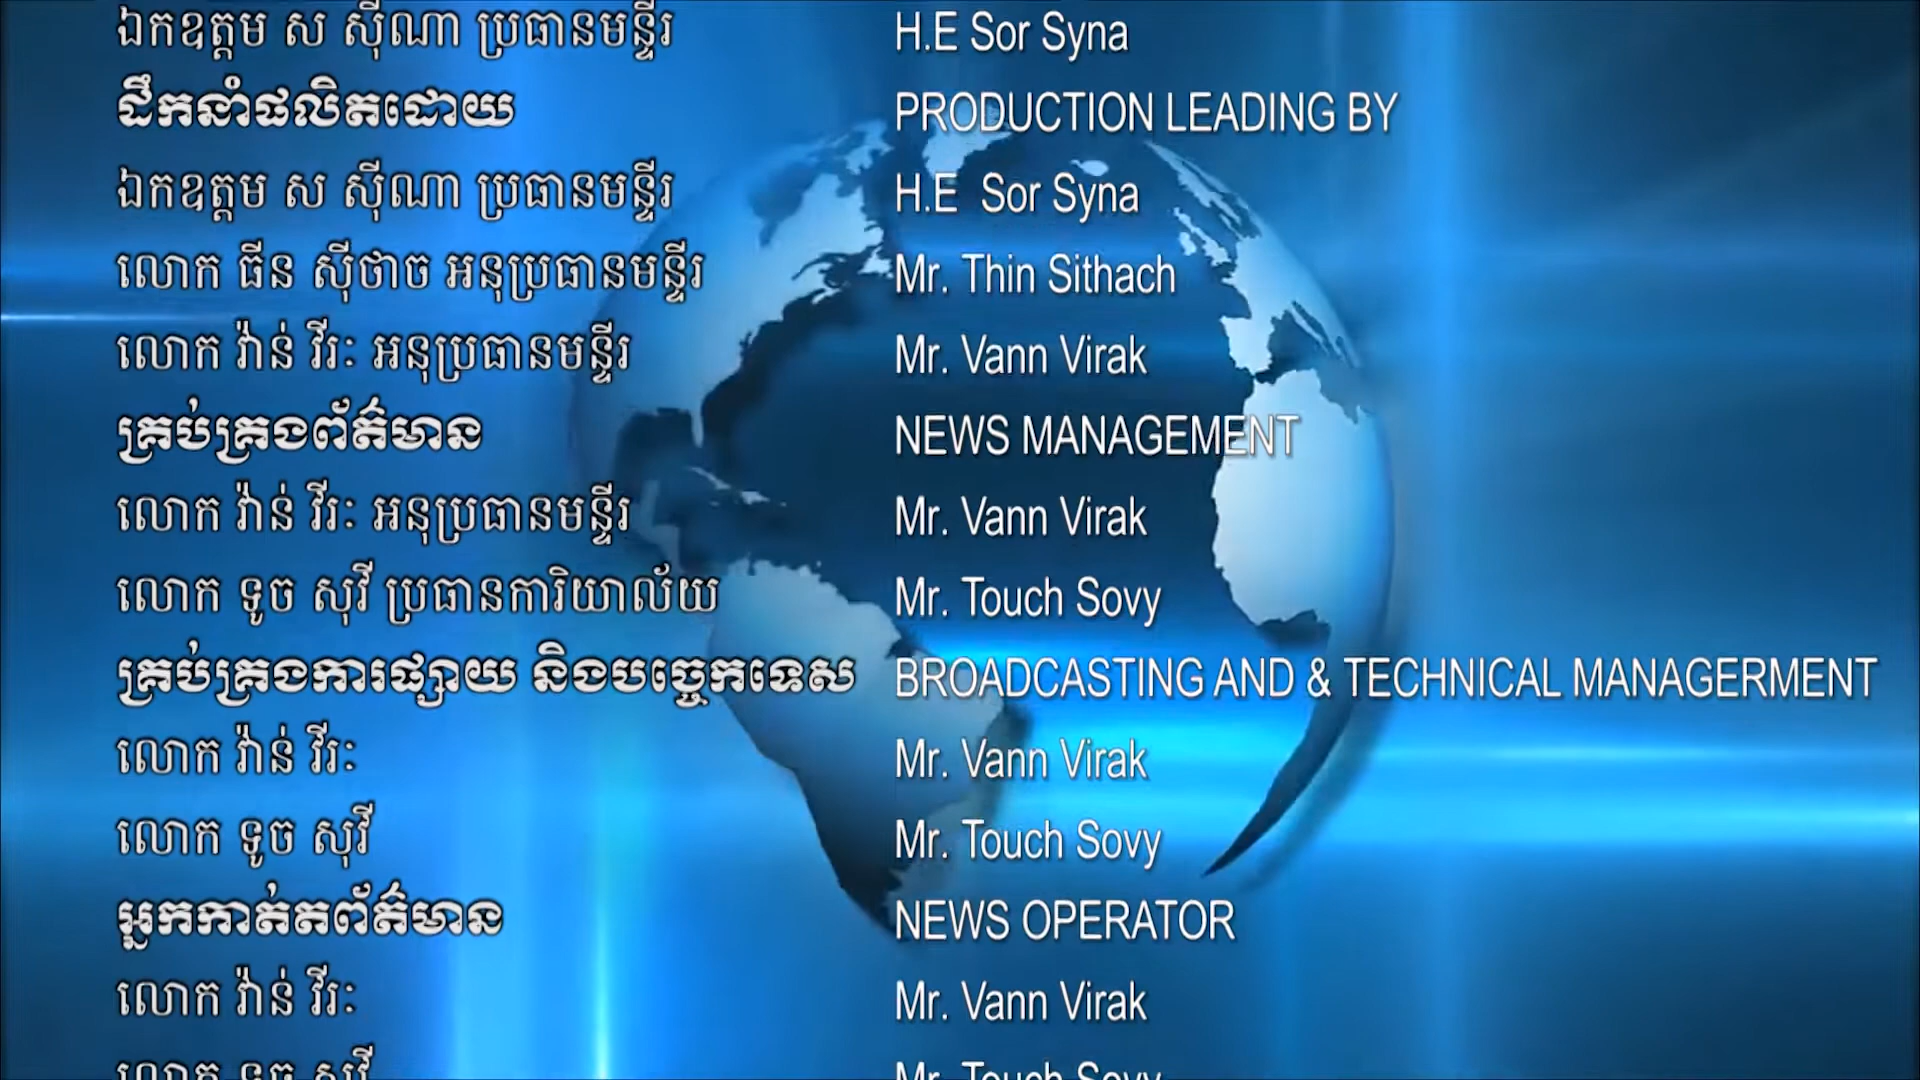 ឯកឧត្តម ស ស៊ីណា ប្រធានមន្ទីរ H.E Sor Syna
ដឹកនាំផលិតដោយ PRODUCTION LEADING BY
ឯកឧត្តម ស ស៊ីណា ប្រធានមន្ទីរ H.E Sor Syna
លោក ធីន ស៊ីថាច អនុប្រធានមន្ទីរ Mr. Thin Sithach
លោក វ៉ាន់ វីរៈ អនុប្រធានមន្ទីរ Mr. Vann Virak
គ្រប់គ្រងព័ត៌មាន NEWS MANAGEMENT
លោក វ៉ាន់ វីរៈ អនុប្រធានមន្ទីរ Mr. Vann Virak
លោក ទូច សុវី ប្រធានការិយាល័យ Mr. Touch Sovy
គ្រប់គ្រងការផ្សាយ និងបច្ចេកទេស BROADCASTING AND & TECHNICAL MANAGERMENT
លោក វ៉ាន់ វីរៈ Mr. Vann Virak
លោក ទូច សុវី Mr. Touch Sovy
អ្នកកាត់តព័ត៌មាន NEWS OPERATOR
លោក វ៉ាន់ វីរៈ Mr. Vann Virak
លោក ទូច សុវី Mr. Touch Sovy